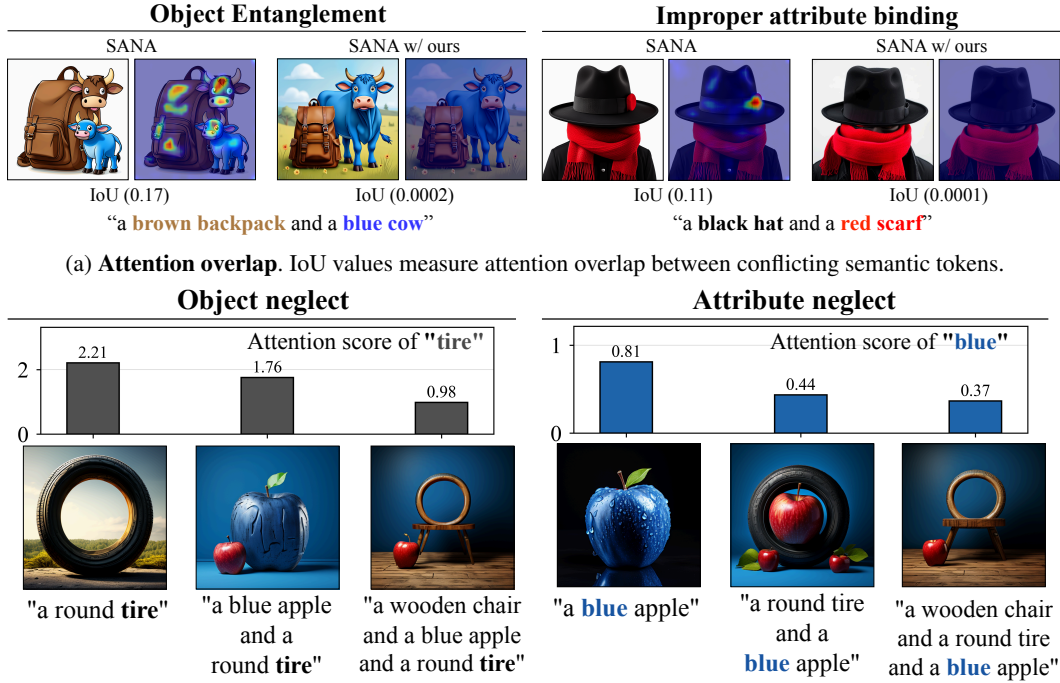 Object Entanglement
Improper attribute binding
SANA
SANA w/ ours
SANA
SANA w/ ours
IoU (0.17)
IoU (0.0002)
IoU (0.11)
IoU (0.0001)
“a brown backpack and a blue cow”
“a black hat and a red scarf”
(a) Attention overlap. IoU values measure attention overlap between conflicting semantic tokens.
Object neglect
Attribute neglect
Attention score of "tire"
2.21
1.76
0.98
2
0
Attention score of "blue"
1
0.81
0.44
0.37
0
"a round tire"
"a blue apple
and a
round tire"
"a wooden chair
and a blue apple
and a round tire"
"a blue apple"
"a round tire
and a
blue apple"
"a wooden chair
and a round tire
and a blue apple"